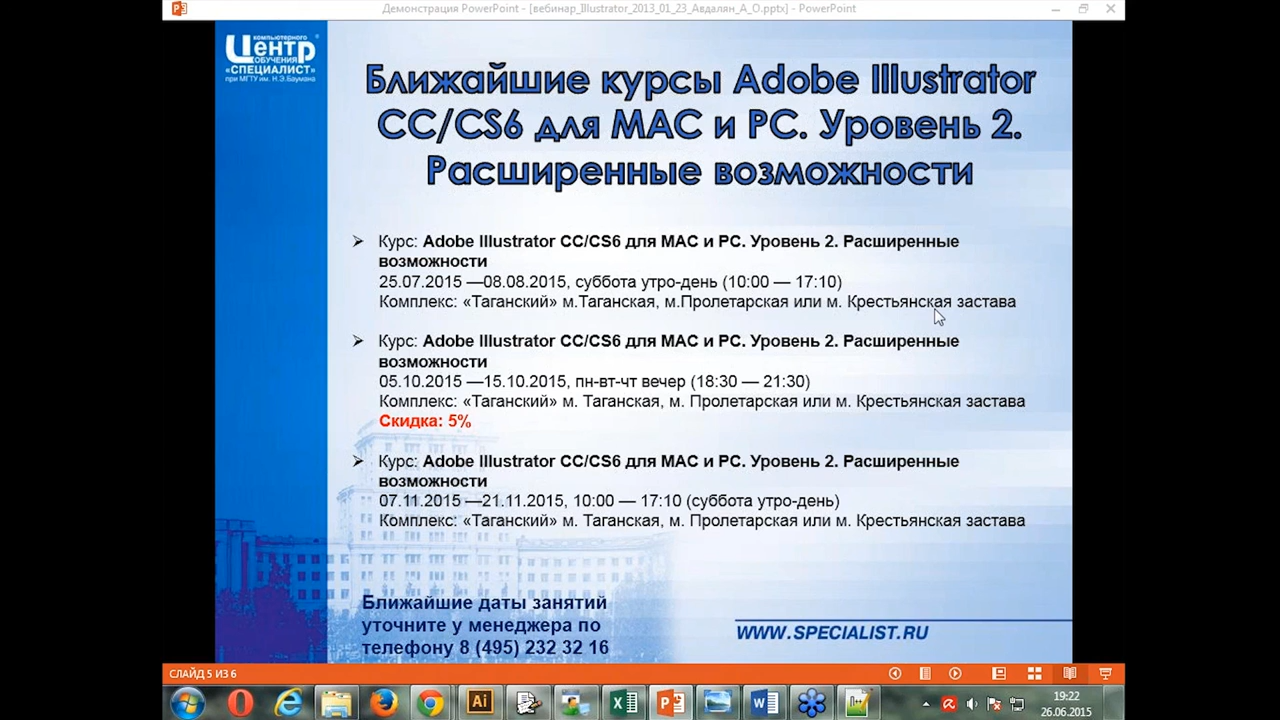 Демонстрация PowerPoint - [вебинар_Illustrator_2013_01_23_Авдалян_А_О.pptx] - PowerPoint
компьютерного
Центр
ОБУЧЕНИЯ
«СПЕЦИАЛИСТ»
при МГТУ им. Н.Э.Баумана
Ближайшие курсы Adobe Illustrator
CC/CS6 для MAC и PC. Уровень 2.
Расширенные возможности
Курс: Adobe Illustrator CC/CS6 для MAC и PC. Уровень 2. Расширенные
возможности
25.07.2015 —08.08.2015, суббота утро-день (10:00 — 17:10)
Комплекс: «Таганский» м.Таганская, м.Пролетарская или м. Крестьянская застава
Курс: Adobe Illustrator CC/CS6 для MAC и PC. Уровень 2. Расширенные
возможности
05.10.2015 —15.10.2015, пн-вт-чт вечер (18:30 — 21:30)
Комплекс: «Таганский» м. Таганская, м. Пролетарская или м. Крестьянская застава
Скидка: 5%
Курс: Adobe Illustrator CC/CS6 для MAC и PC. Уровень 2. Расширенные
возможности
07.11.2015 —21.11.2015, 10:00 — 17:10 (суббота утро-день)
Комплекс: «Таганский» м. Таганская, м. Пролетарская или м. Крестьянская застава
Ближайшие даты занятий
уточните у менеджера по
телефону 8 (495) 232 32 16
WWW.SPECIALIST.RU
СЛАЙД 5 ИЗ 6
Ai
19:22
26.06.2015